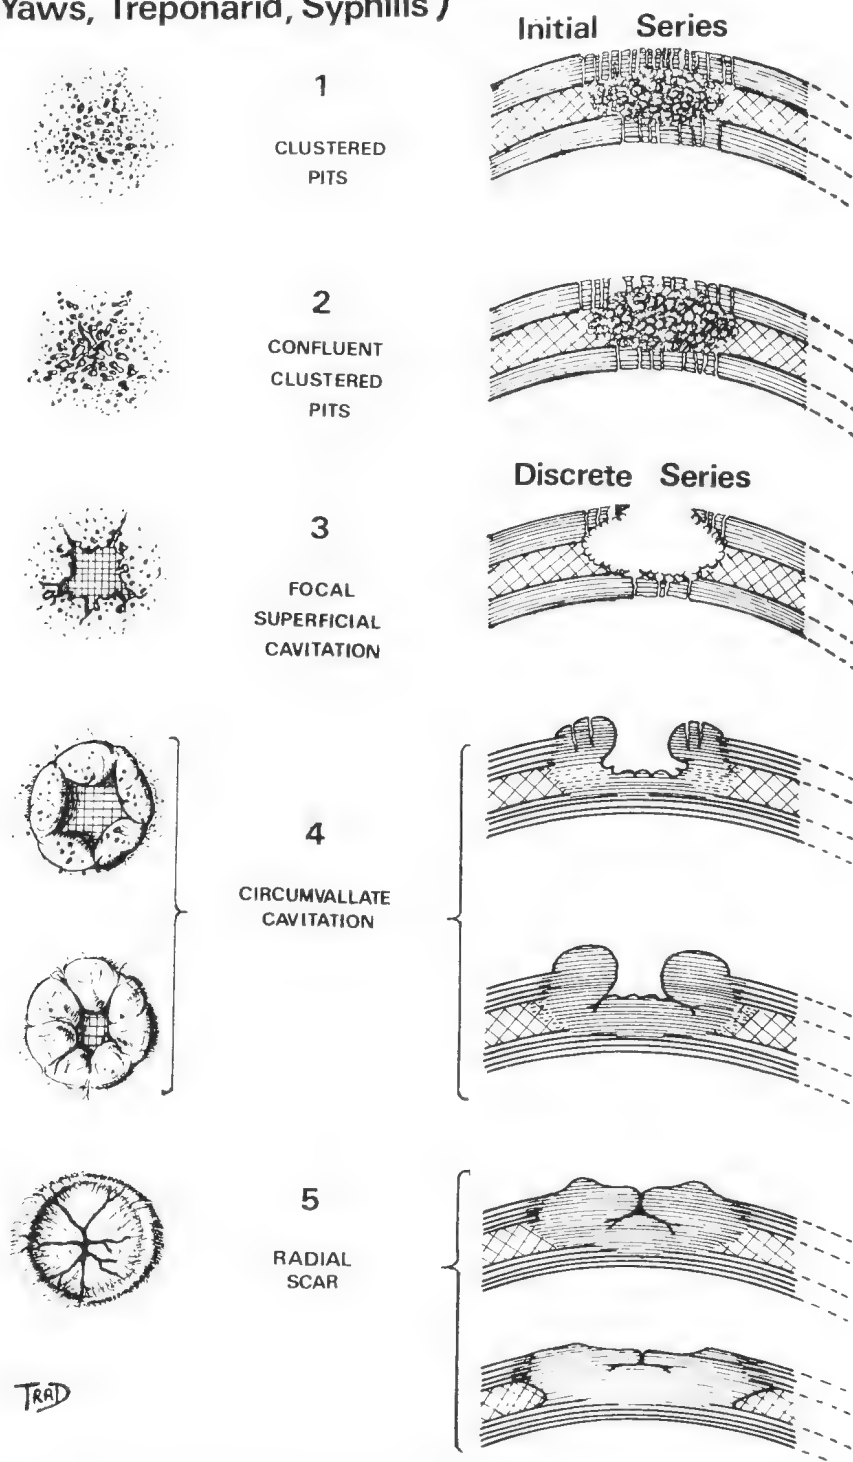 Yaws, Treponarid, Syphilis)
Initial Series
1
CLUSTERED
PITS
2
CONFLUENT
CLUSTERED
PITS
Discrete Series
3
FOCAL
SUPERFICIAL
CAVITATION
4
CIRCUMVALLATE
CAVITATION
5
RADIAL
SCAR
TRAD